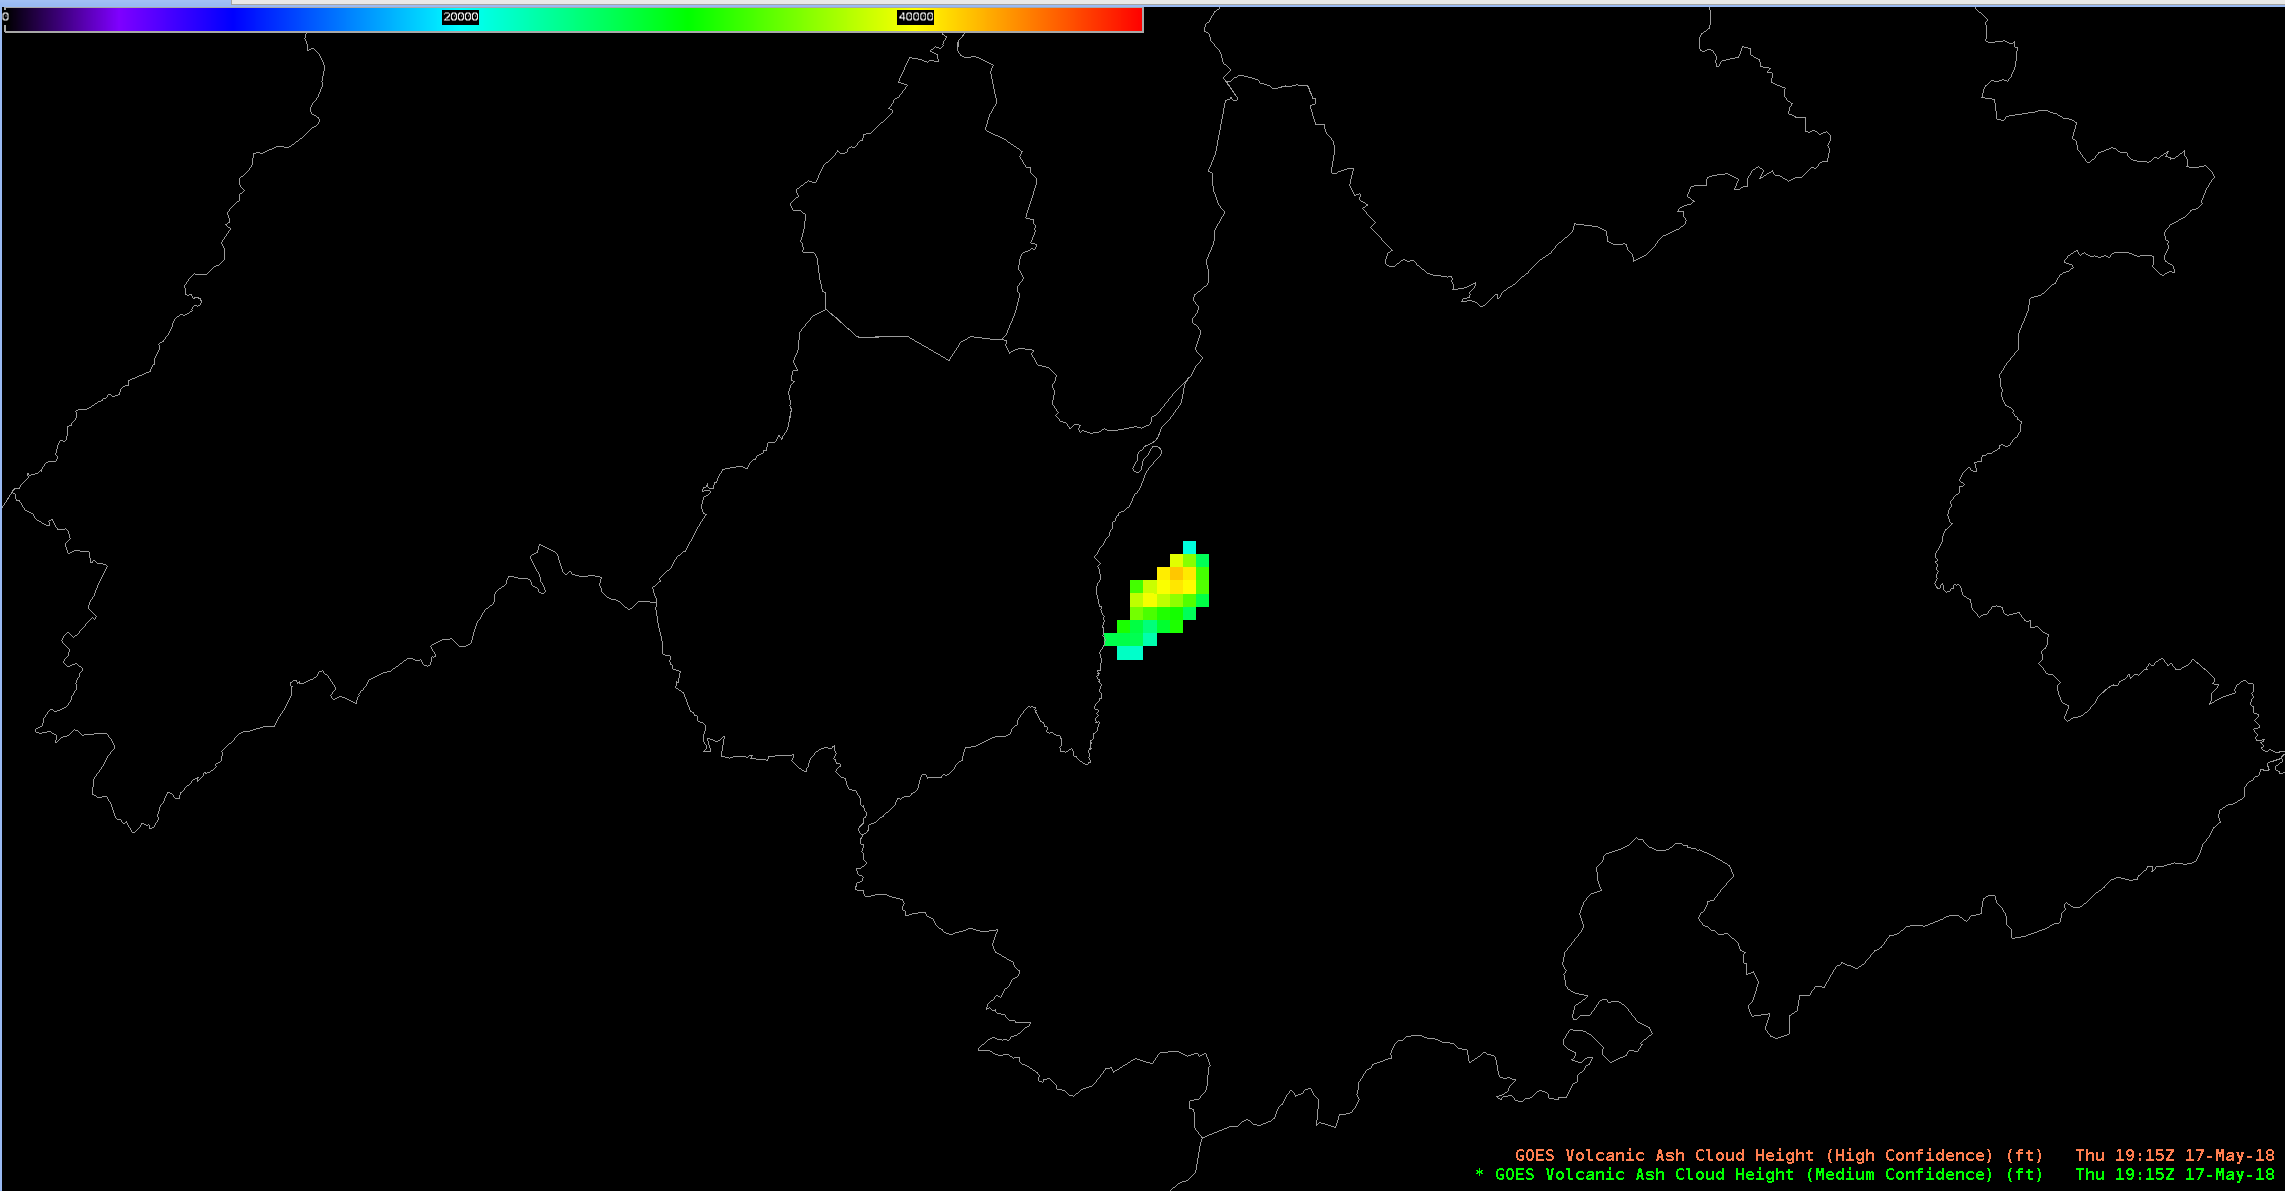 0 20000 40000
GOES Volcanic Ash Cloud Height (High Confidence) (ft) Thu 19:15Z 17-May-18
* GOES Volcanic Ash Cloud Height (Medium Confidence) (ft) Thu 19:15Z 17-May-18